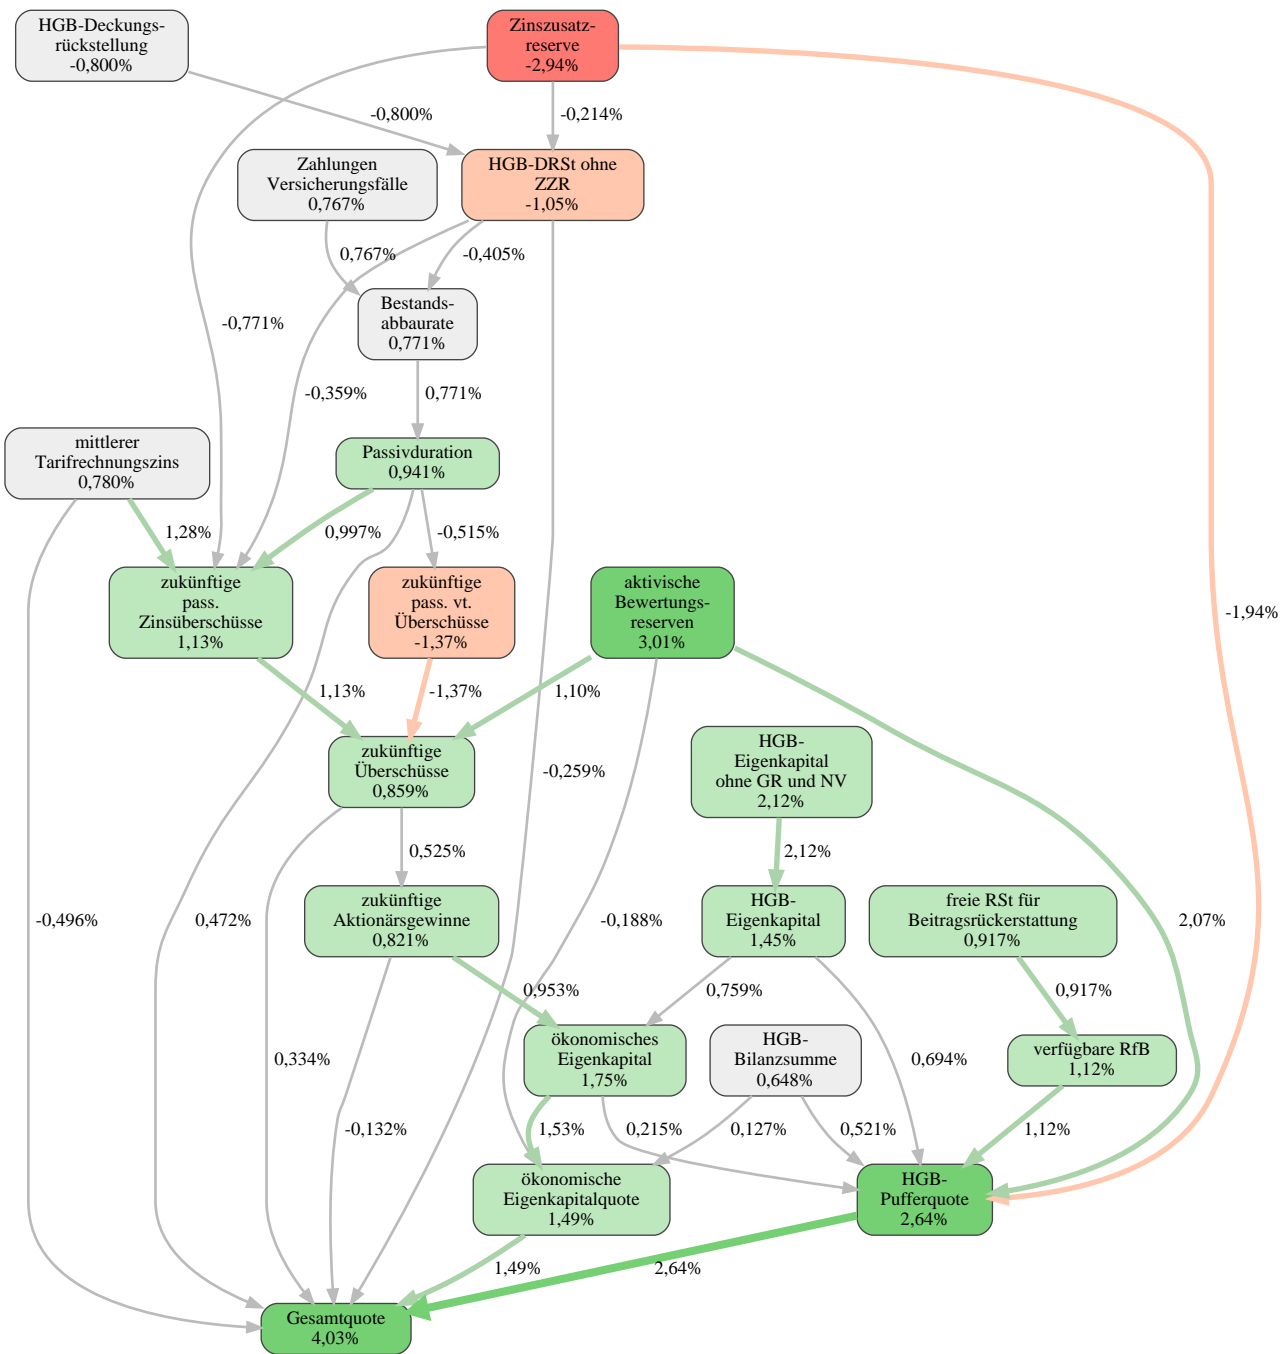 HGB-Deckungs-
rückstellung
-0,800%
Zinszusatz-
reserve
-2,94%
-0,800%
-0,214%
Zahlungen
Versicherungsfälle
0,767%
HGB-DRSt ohne
ZZR
-1,05%
0,767%
-0,405%
Bestands-
abbaurate
0,771%
-0,771%
-0,359%
0,771%
mittlerer
Tarifrechnungszins
0,780%
Passivduration
0,941%
1,28%
0,997%
-0,515%
zukünftige
pass.
Zinsüberschüsse
1,13%
zukünftige
pass. vt.
Überschüsse
-1,37%
aktivische
Bewertungs-
reserven
3,01%
-1,94%
1,13%
-1,37%
1,10%
zukünftige
Überschüsse
0,859%
-0,259%
HGB-
Eigenkapital
ohne GR und NV
2,12%
0,525%
2,12%
-0,496%
0,472%
zukünftige
Aktionärsgewinne
0,821%
-0,188%
HGB-
Eigenkapital
1,45%
freie RSt für
Beitragsrückerstattung
0,917%
2,07%
0,953%
0,759%
0,917%
0,334%
ökonomisches
Eigenkapital
1,75%
HGB-
Bilanzsumme
0,648%
0,694%
verfügbare RfB
1,12%
-0,132%
1,53%
0,215%
0,127%
0,521%
1,12%
ökonomische
Eigenkapitalquote
1,49%
HGB-
Pufferquote
2,64%
1,49%
2,64%
Gesamtquote
4,03%